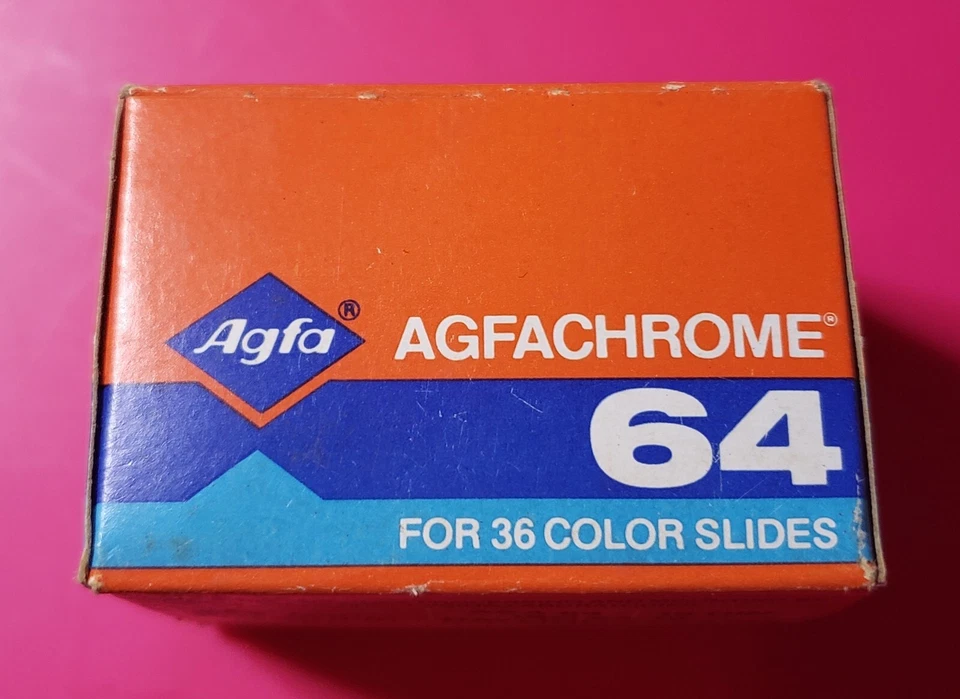 Agfa®
AGFACHROME®
64
FOR 36 COLOR SLIDES